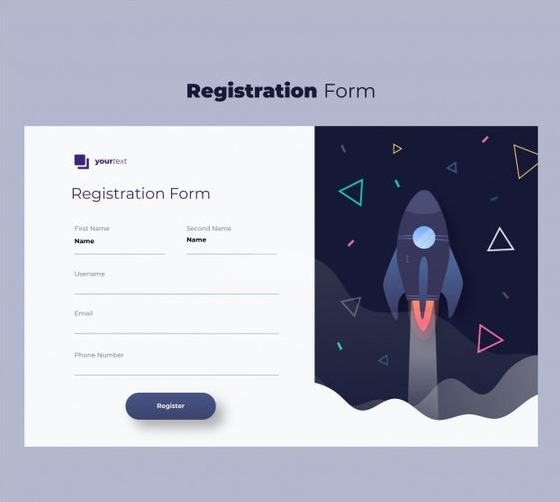 Registration Form
yourtext
Registration Form
First Name Second Name
Name Name
Usename
Email
Phone Number
Register